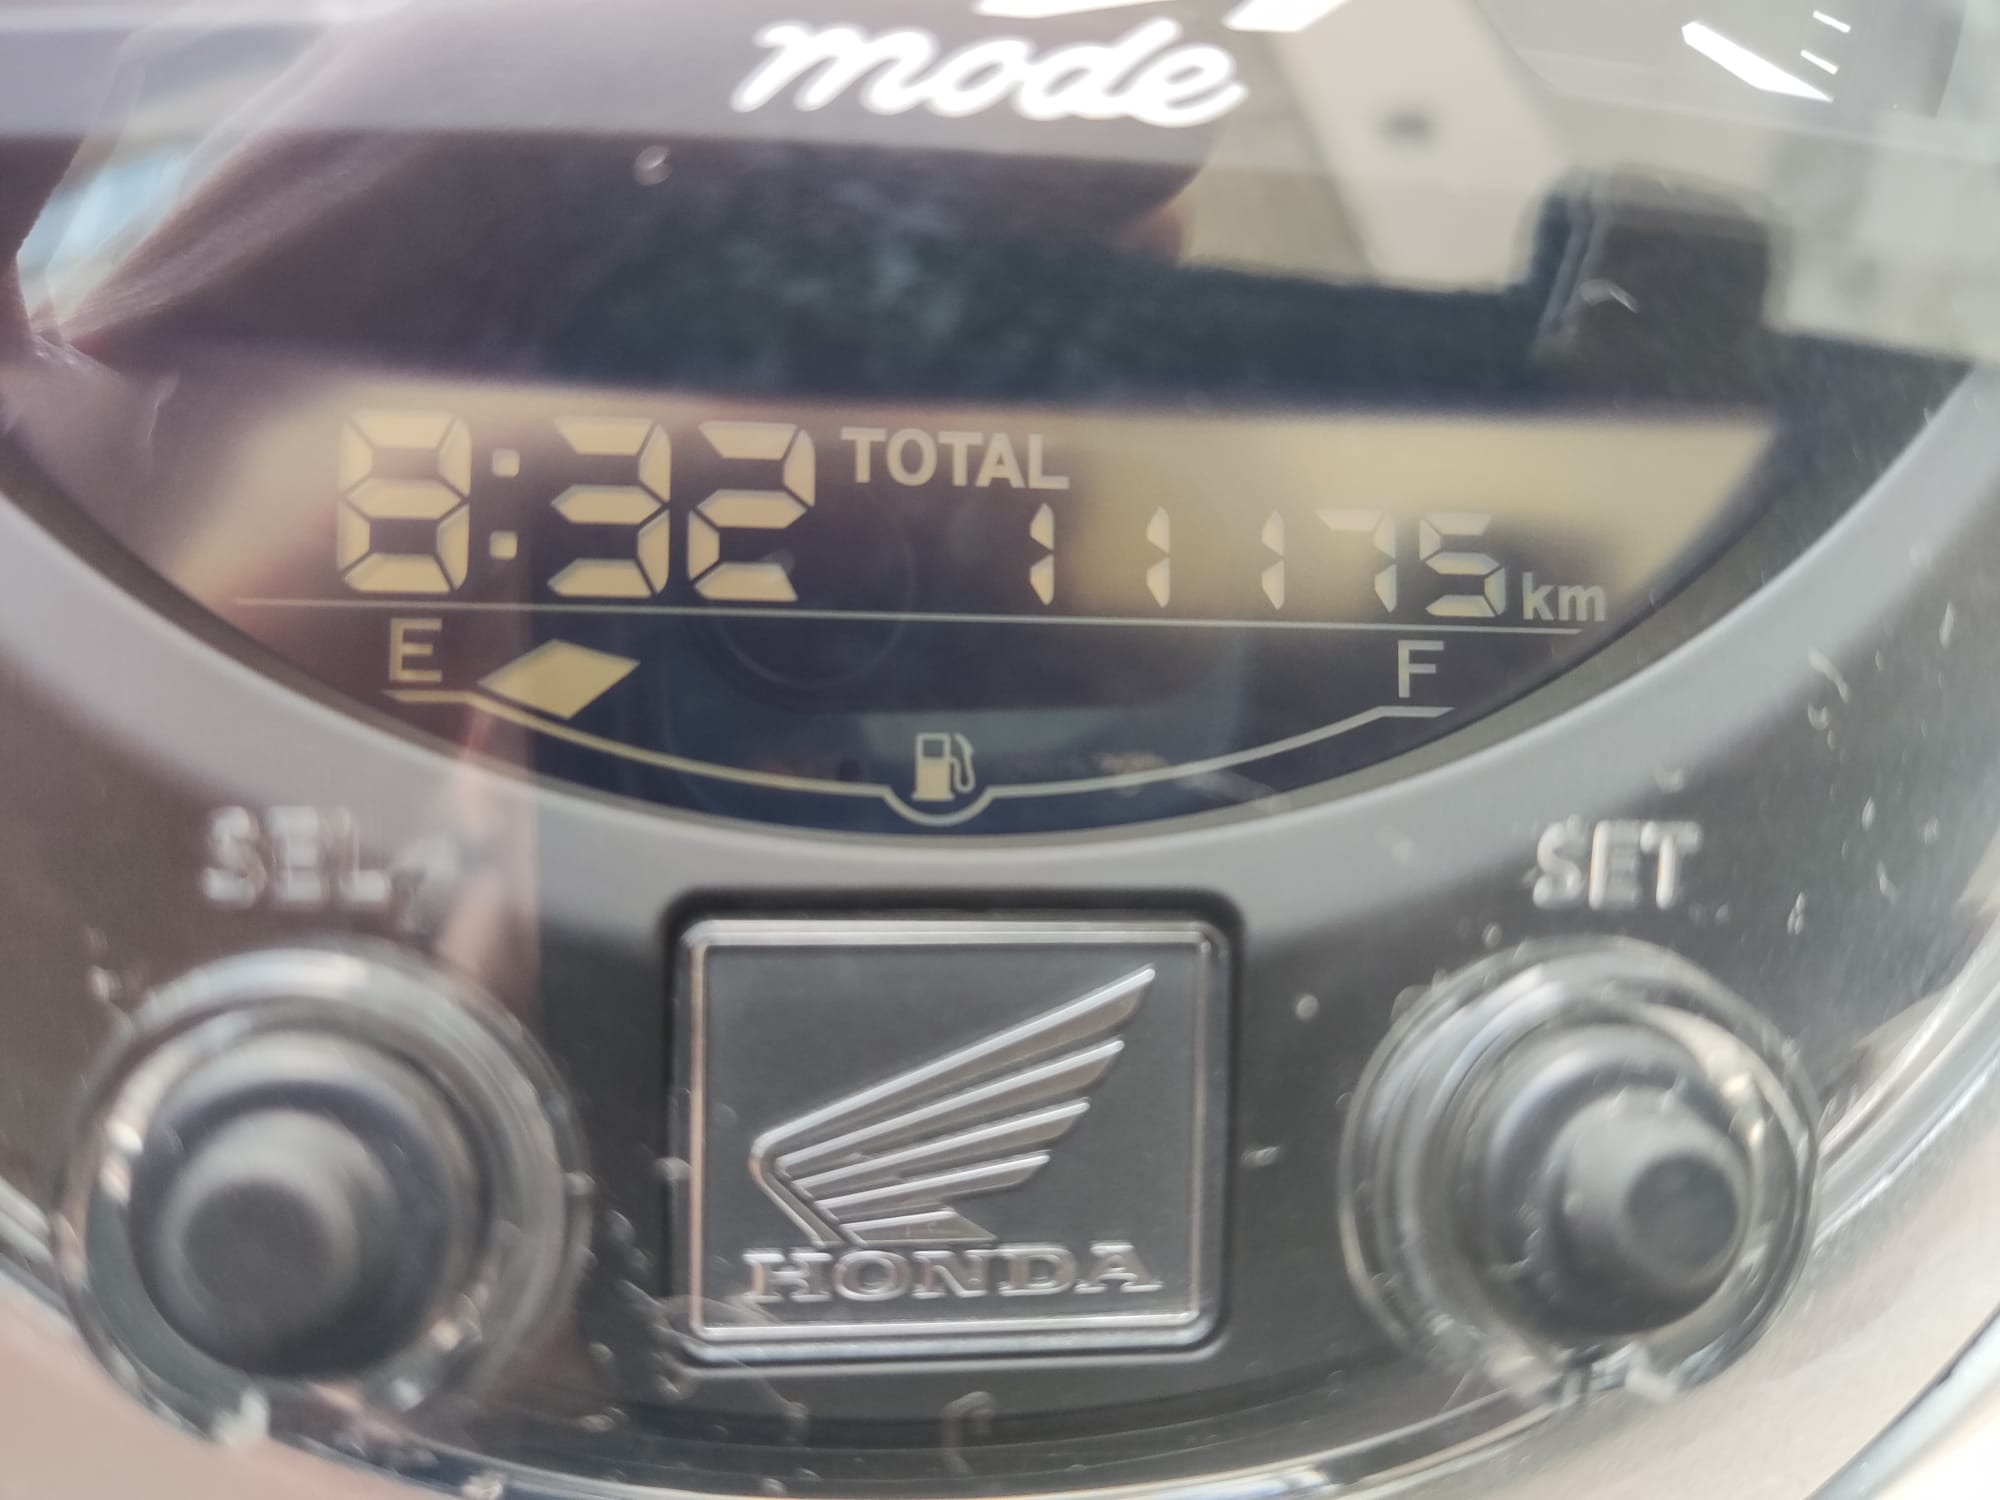 mode
8:32 TOTAL 11175 km
E F
SEL
SET
HONDA